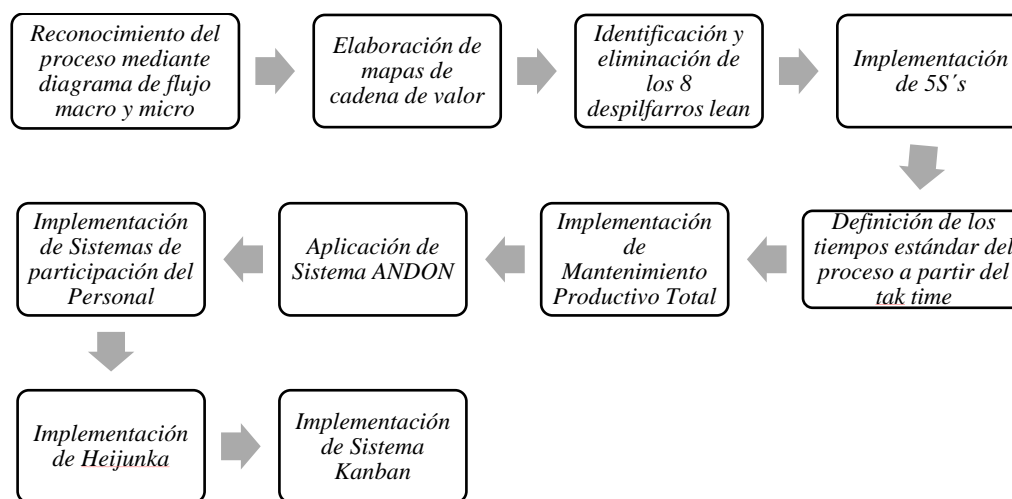 Reconocimiento del
proceso mediante
diagrama de flujo
macro y micro
Elaboración de
mapas de
cadena de valor
Identificación y
eliminación de
los 8
despilfarros lean
Implementación
de 5S´s
Definición de los
tiempos estándar del
proceso a partir del
tak time
Implementación
de
Mantenimiento
Productivo Total
Aplicación de
Sistema ANDON
Implementación
de Sistemas de
participación del
Personal
Implementación
de Heijunka
Implementación
de Sistema
Kanban